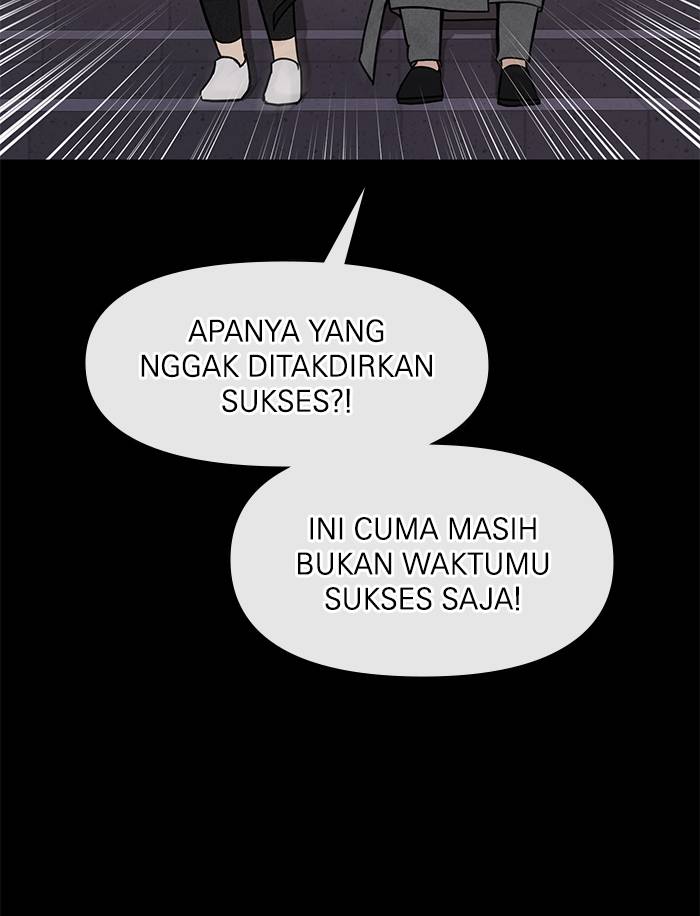 APANYA YANG
NGGAK DITAKDIRKAN
SUKSES?!
INI CUMA MASIH
BUKAN WAKTUMU
SUKSES SAJA!